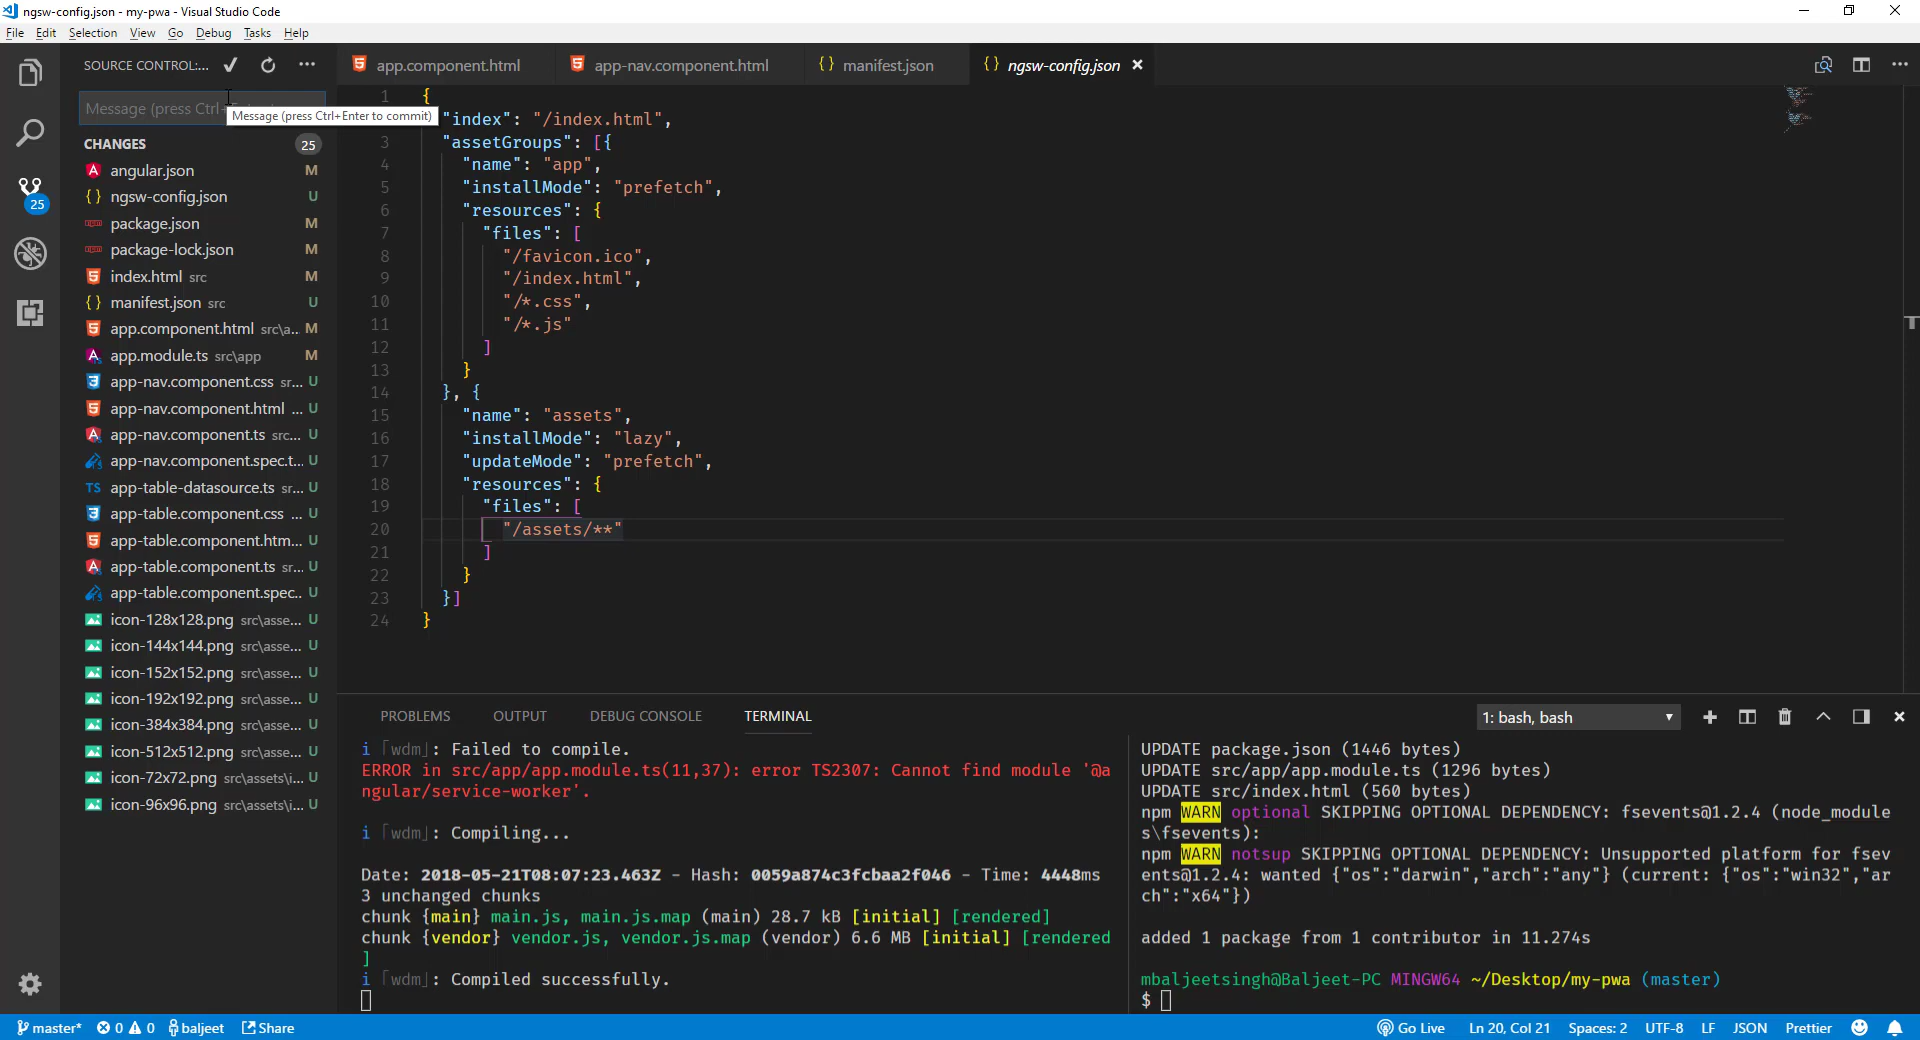 ngsw-config.json - my-pwa - Visual Studio Code
File Edit Selection View Go Debug Tasks Help
SOURCE CONTROL:...
Message (press Ctrl+
Message (press Ctrl+Enter to commit)
CHANGES 25
25
angular.json M
ngsw-config.json U
package.json M
package-lock.json M
index.html src M
manifest.json src U
app.component.html src\a... M
app.module.ts src\app M
app-nav.component.css sr... U
app-nav.component.html ... U
app-nav.component.ts src... U
app-nav.component.spec.t... U
TS app-table-datasource.ts sr... U
app-table.component.css ... U
app-table.component.htm... U
app-table.component.ts sr... U
app-table.component.spec... U
icon-128x128.png src\asse... U
icon-144x144.png src\asse... U
icon-152x152.png src\asse... U
icon-192x192.png src\asse... U
icon-384x384.png src\asse... U
icon-512x512.png src\asse... U
icon-72x72.png src\assets\i... U
icon-96x96.png src\assets\i... U
app.component.html app-nav.component.html {} manifest.json {} ngsw-config.json
1 {
"index": "/index.html",
3 "assetGroups": [{
4 "name": "app",
5 "installMode": "prefetch",
6 "resources": {
7 "files": [
8 "/favicon.ico",
9 "/index.html",
10 "/*.css",
11 "/*.js"
12 ]
13 }
14 }, {
15 "name": "assets",
16 "installMode": "lazy",
17 "updateMode": "prefetch",
18 "resources": {
19 "files": [
20 "/assets/**"
21 ]
22 }
23 }]
24 }
PROBLEMS OUTPUT DEBUG CONSOLE TERMINAL
1: bash, bash
i ｢wdm｣: Failed to compile.
ERROR in src/app/app.module.ts(11,37): error TS2307: Cannot find module '@a
ngular/service-worker'.
i ｢wdm｣: Compiling...
Date: 2018-05-21T08:07:23.463Z - Hash: 0059a874c3fcbaa2f046 - Time: 4448ms
3 unchanged chunks
chunk {main} main.js, main.js.map (main) 28.7 kB [initial] [rendered]
chunk {vendor} vendor.js, vendor.js.map (vendor) 6.6 MB [initial] [rendered
]
i ｢wdm｣: Compiled successfully.
UPDATE package.json (1446 bytes)
UPDATE src/app/app.module.ts (1296 bytes)
UPDATE src/index.html (560 bytes)
npm WARN optional SKIPPING OPTIONAL DEPENDENCY: fsevents@1.2.4 (node_module
s\fsevents):
npm WARN notsup SKIPPING OPTIONAL DEPENDENCY: Unsupported platform for fsev
ents@1.2.4: wanted {"os":"darwin","arch":"any"} (current: {"os":"win32","ar
ch":"x64"})
added 1 package from 1 contributor in 11.274s
mbaljeetsingh@Baljeet-PC MINGW64 ~/Desktop/my-pwa (master)
$
master* 0 0 baljeet Share Go Live Ln 20, Col 21 Spaces: 2 UTF-8 LF JSON Prettier